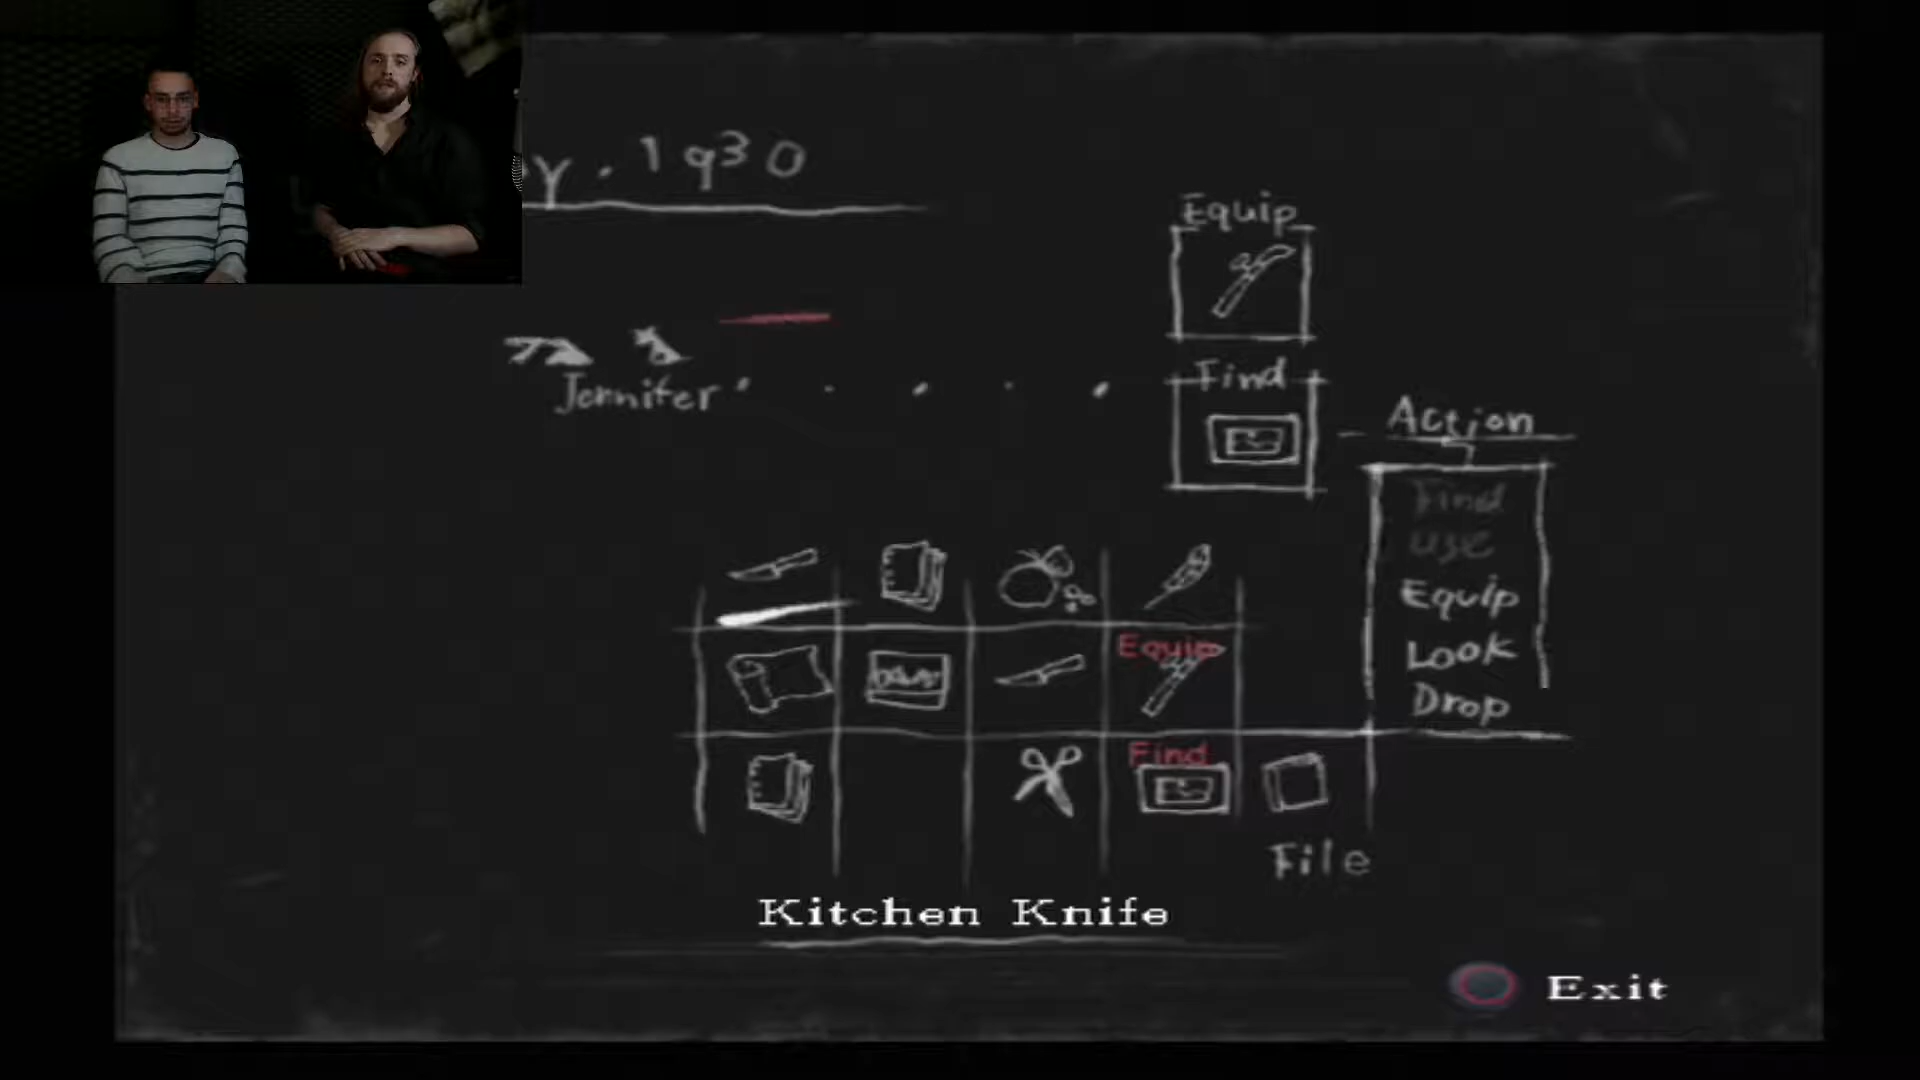 y.1930
Equip
Jennifer
Find
Action
Find
Use
Equip
Look
Drop
Equip
Find
File
Kitchen Knife
Exit